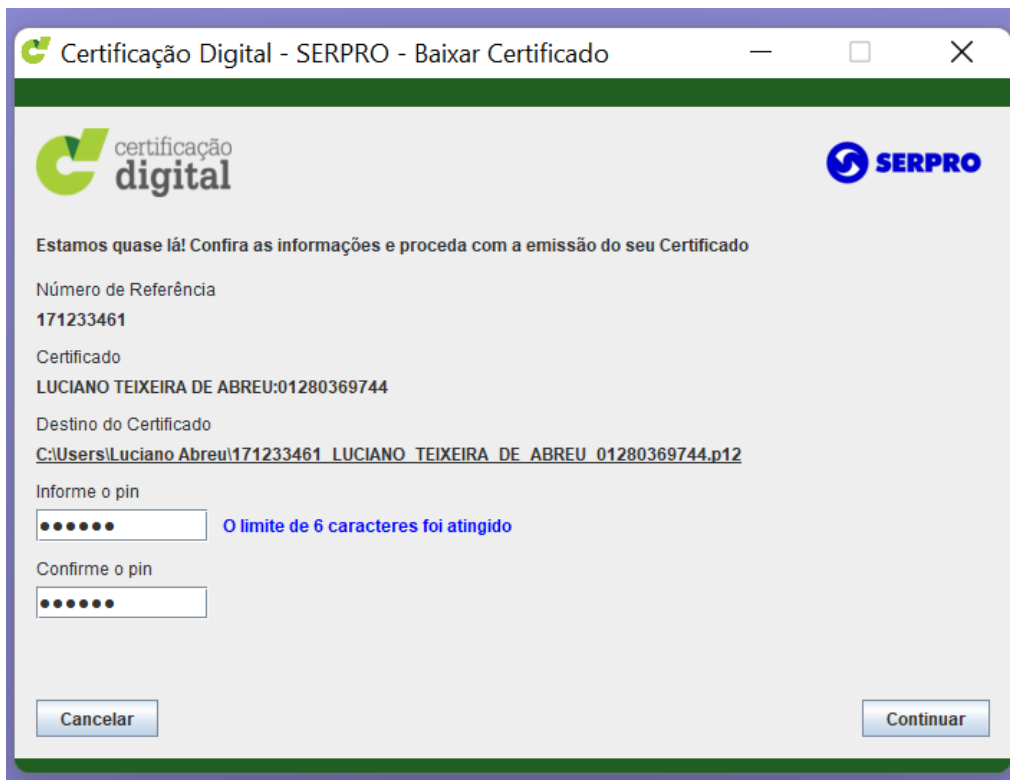 Certificação Digital - SERPRO - Baixar Certificado
certificação
digital
SERPRO
Estamos quase lá! Confira as informações e proceda com a emissão do seu Certificado
Número de Referência
171233461
Certificado
LUCIANO TEIXEIRA DE ABREU:01280369744
Destino do Certificado
C:\Users\Luciano Abreu\171233461_LUCIANO_TEIXEIRA_DE_ABREU_01280369744.p12
Informe o pin
●●●●●● O limite de 6 caracteres foi atingido
Confirme o pin
●●●●●●
Cancelar Continuar